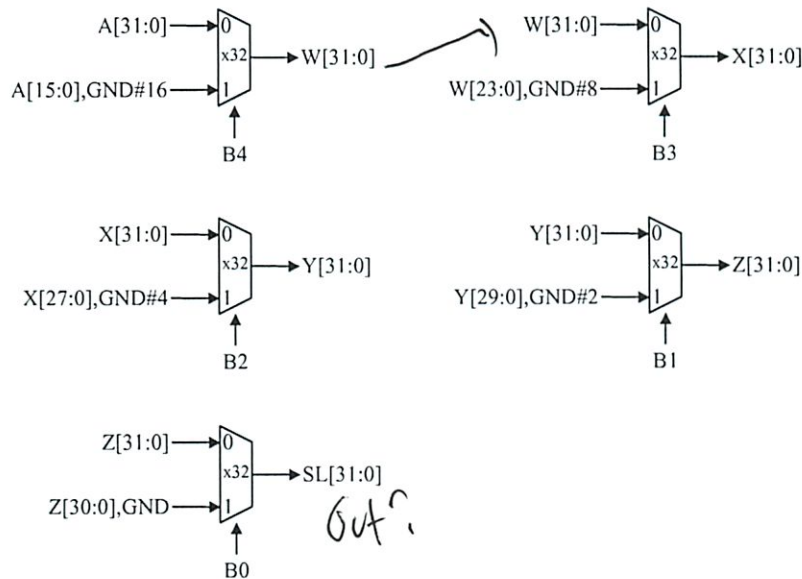 A[31:0] 0 x32 W[31:0]
A[15:0],GND#16 1
B4
W[31:0] 0 x32 X[31:0]
W[23:0],GND#8 1
B3
X[31:0] 0 x32 Y[31:0]
X[27:0],GND#4 1
B2
Y[31:0] 0 x32 Z[31:0]
Y[29:0],GND#2 1
B1
Z[31:0] 0 x32 SL[31:0]
Z[30:0],GND 1
Out?
B0